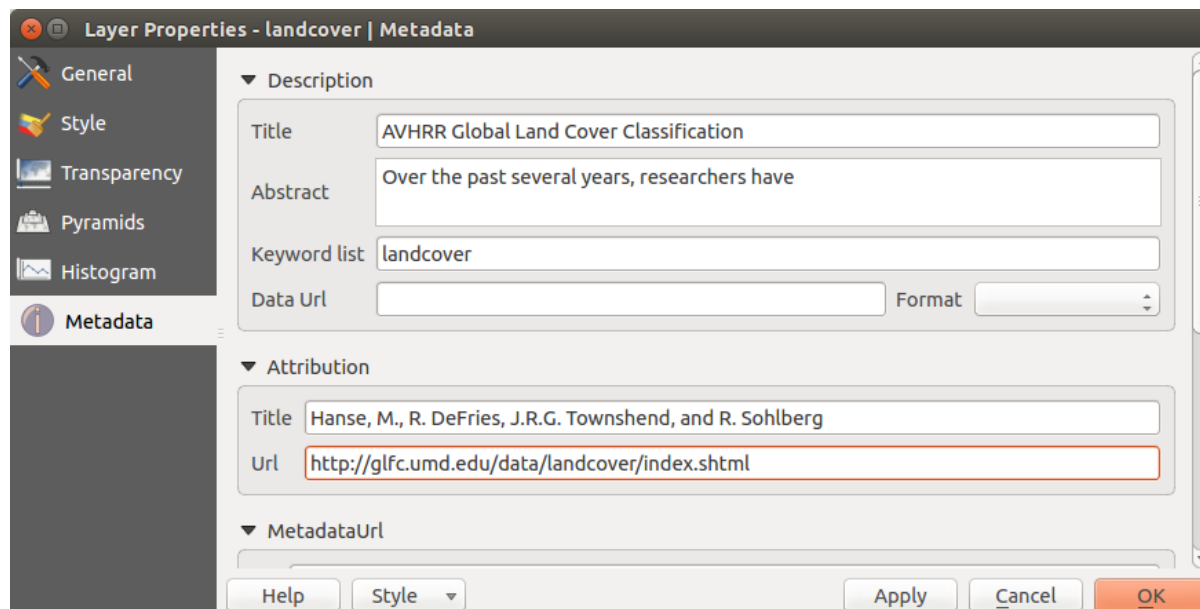 Layer Properties - landcover | Metadata
General
Style
Transparency
Pyramids
Histogram
Metadata
Description
Title AVHRR Global Land Cover Classification
Abstract Over the past several years, researchers have
Keyword list landcover
Data Url Format
Attribution
Title Hanse, M., R. DeFries, J.R.G. Townshend, and R. Sohlberg
Url http://glfc.umd.edu/data/landcover/index.shtml
MetadataUrl
Help Style Apply Cancel OK